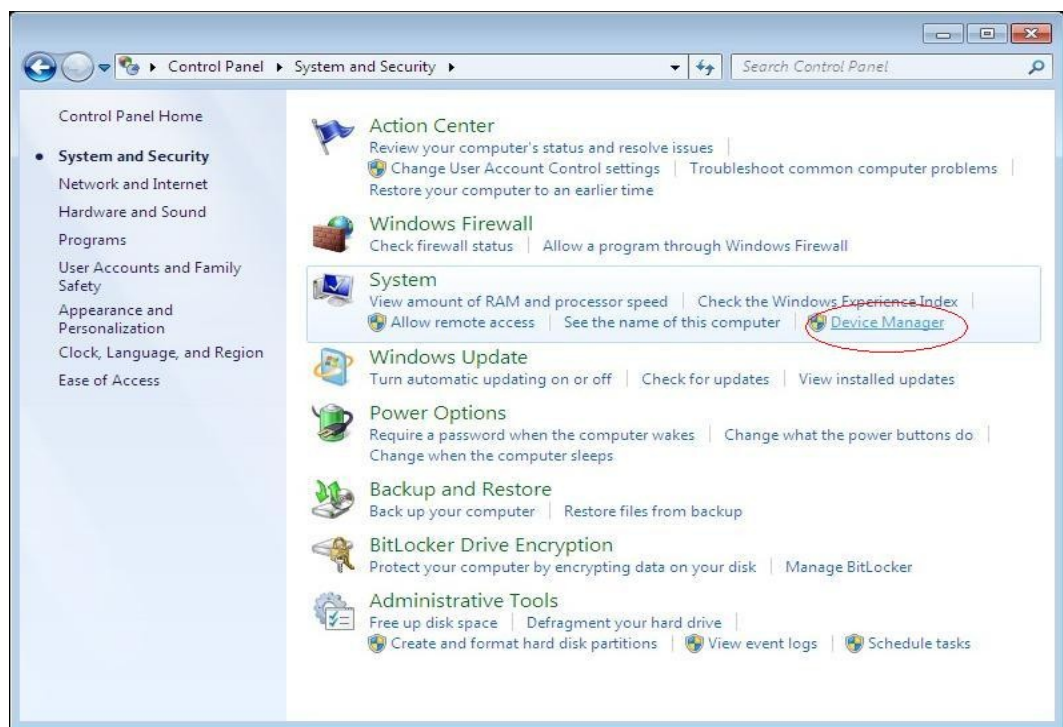 Control Panel ▸ System and Security ▸
Search Control Panel
Control Panel Home
System and Security
Network and Internet
Hardware and Sound
Programs
User Accounts and Family
Safety
Appearance and
Personalization
Clock, Language, and Region
Ease of Access
Action Center
Review your computer's status and resolve issues
Change User Account Control settings | Troubleshoot common computer problems
Restore your computer to an earlier time
Windows Firewall
Check firewall status | Allow a program through Windows Firewall
System
View amount of RAM and processor speed | Check the Windows Experience Index
Allow remote access | See the name of this computer | Device Manager
Windows Update
Turn automatic updating on or off | Check for updates | View installed updates
Power Options
Require a password when the computer wakes | Change what the power buttons do
Change when the computer sleeps
Backup and Restore
Back up your computer | Restore files from backup
BitLocker Drive Encryption
Protect your computer by encrypting data on your disk | Manage BitLocker
Administrative Tools
Free up disk space | Defragment your hard drive
Create and format hard disk partitions | View event logs | Schedule tasks